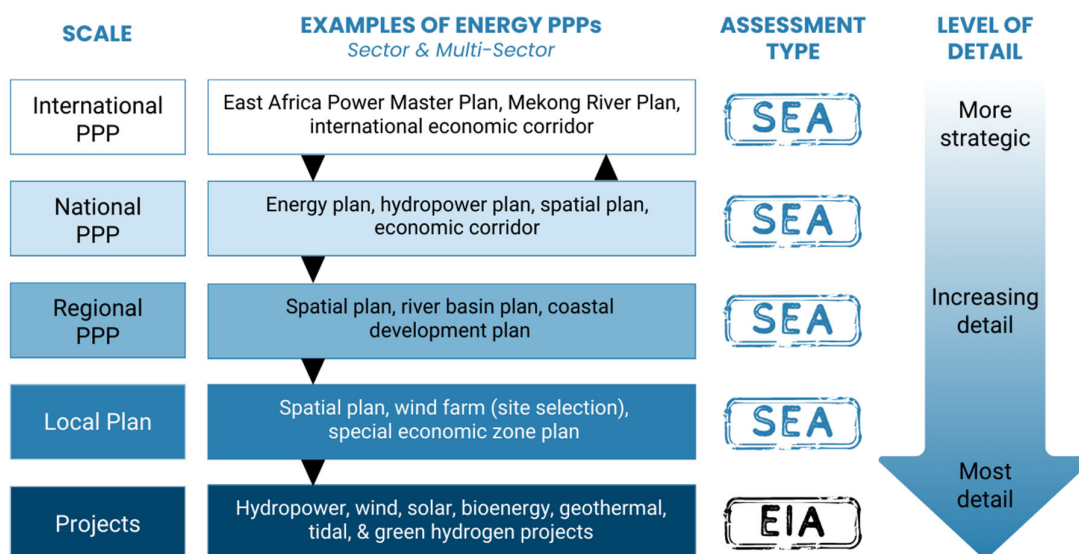 SCALE
EXAMPLES OF ENERGY PPPs
Sector & Multi-Sector
ASSESSMENT
TYPE
LEVEL OF
DETAIL
International
PPP
East Africa Power Master Plan, Mekong River Plan,
international economic corridor
SEA
More
strategic
National
PPP
Energy plan, hydropower plan, spatial plan,
economic corridor
SEA
Regional
PPP
Spatial plan, river basin plan, coastal
development plan
SEA
Increasing
detail
Local Plan
Spatial plan, wind farm (site selection),
special economic zone plan
SEA
Most
detail
Projects
Hydropower, wind, solar, bioenergy, geothermal,
tidal, & green hydrogen projects
EIA